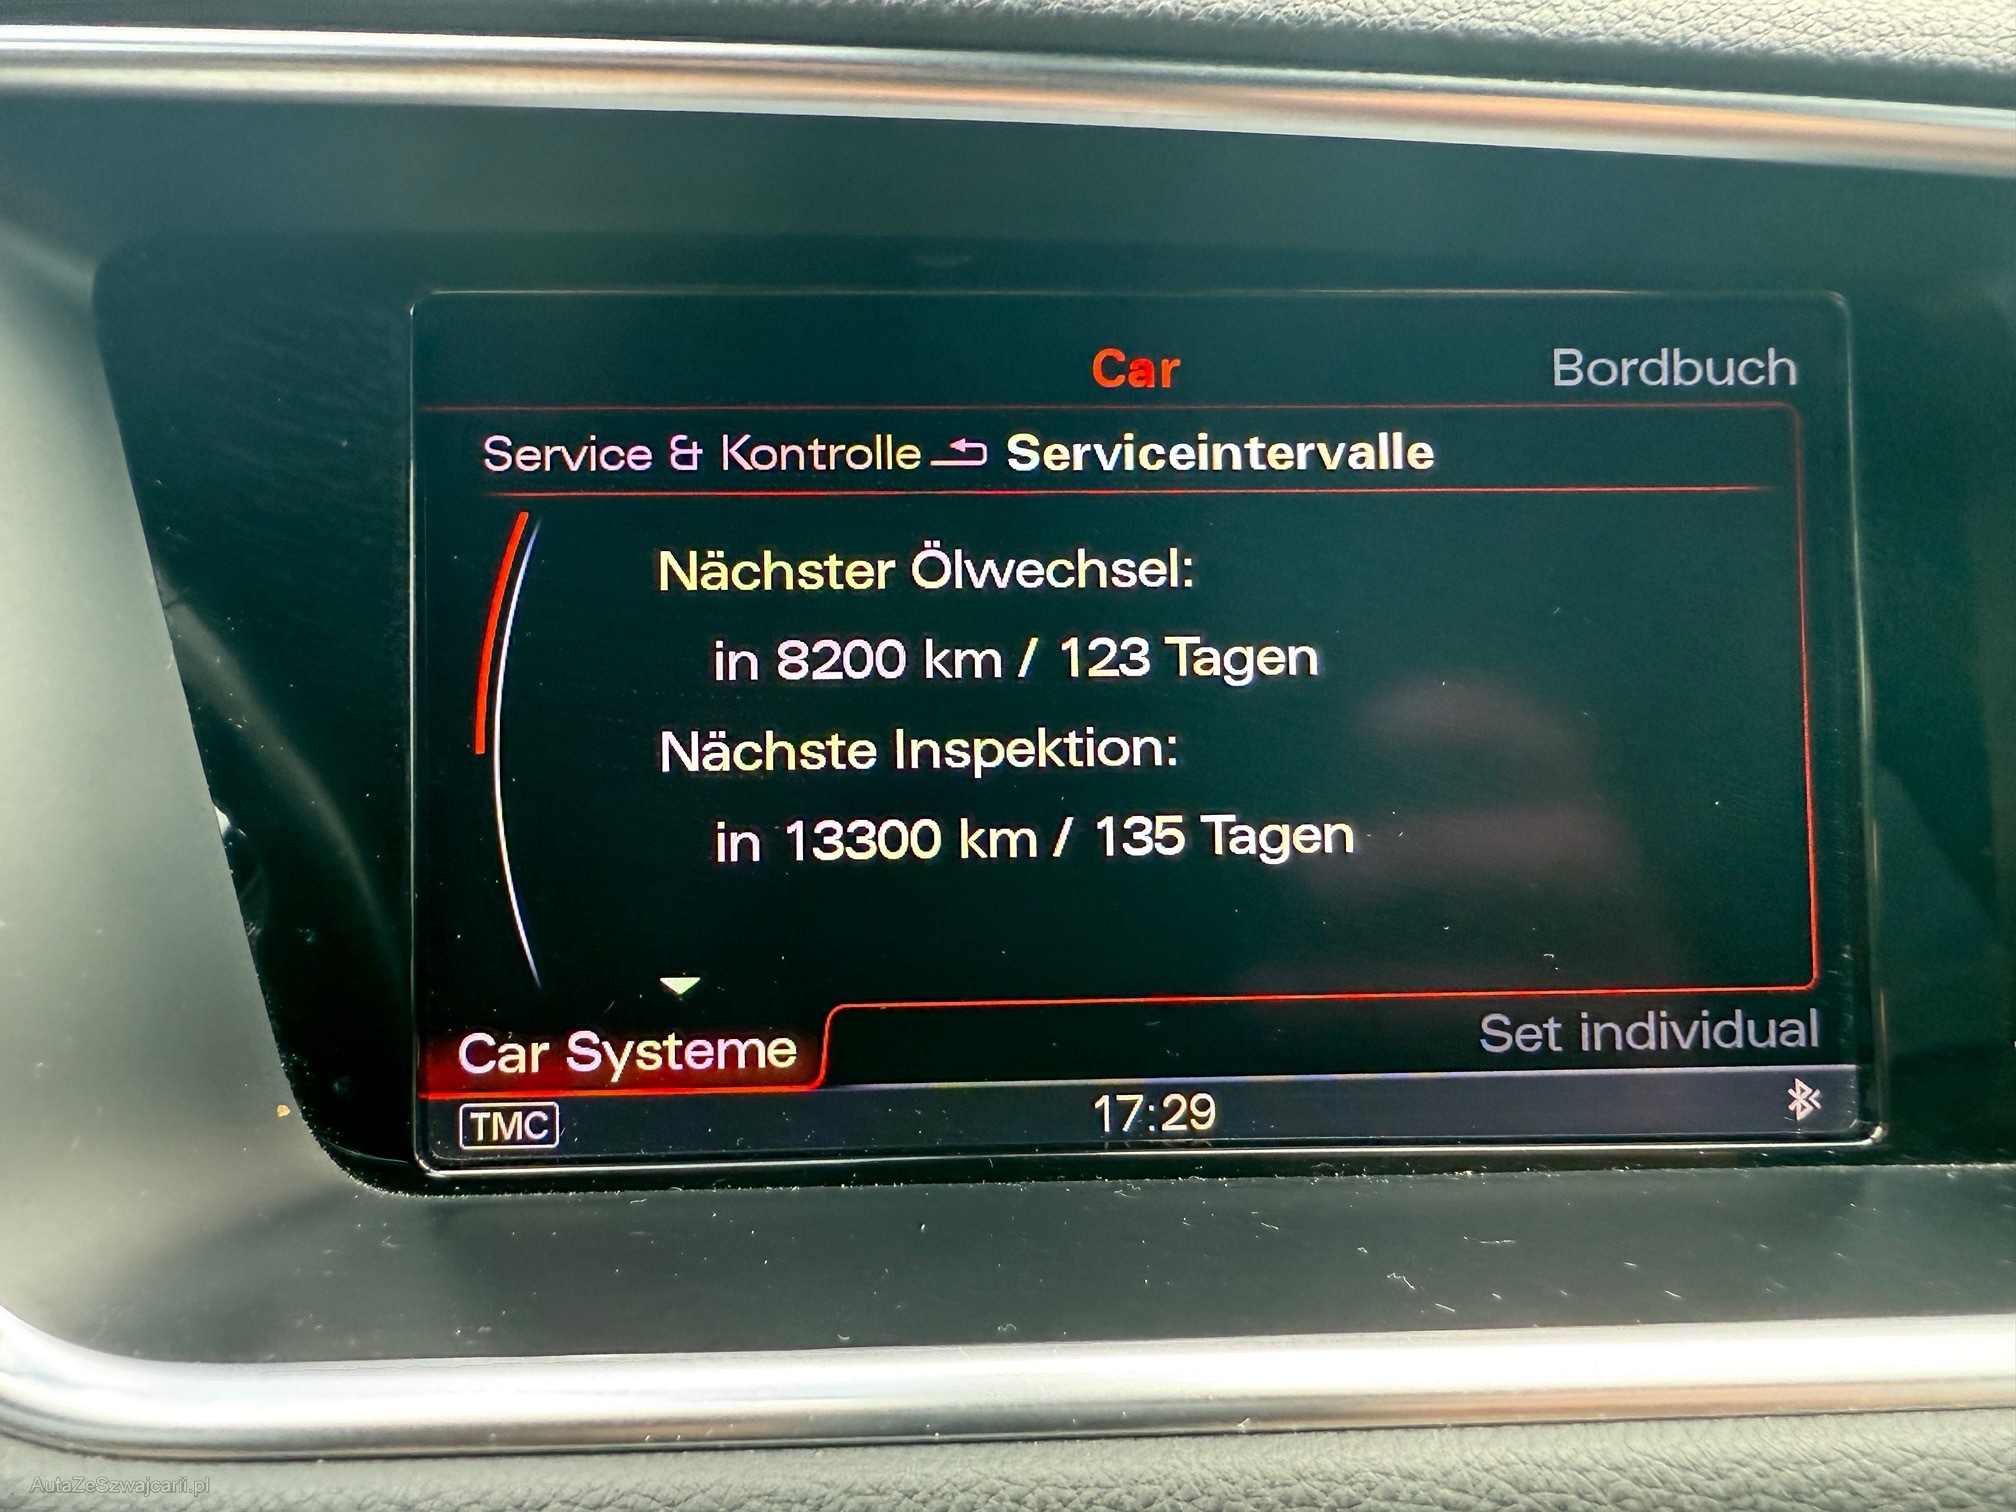 Car Bordbuch
Service & Kontrolle Serviceintervalle
Nächster Ölwechsel:
in 8200 km / 123 Tagen
Nächste Inspektion:
in 13300 km / 135 Tagen
Car Systeme Set individual
TMC 17:29
AutaZeSzwajcarii.pl